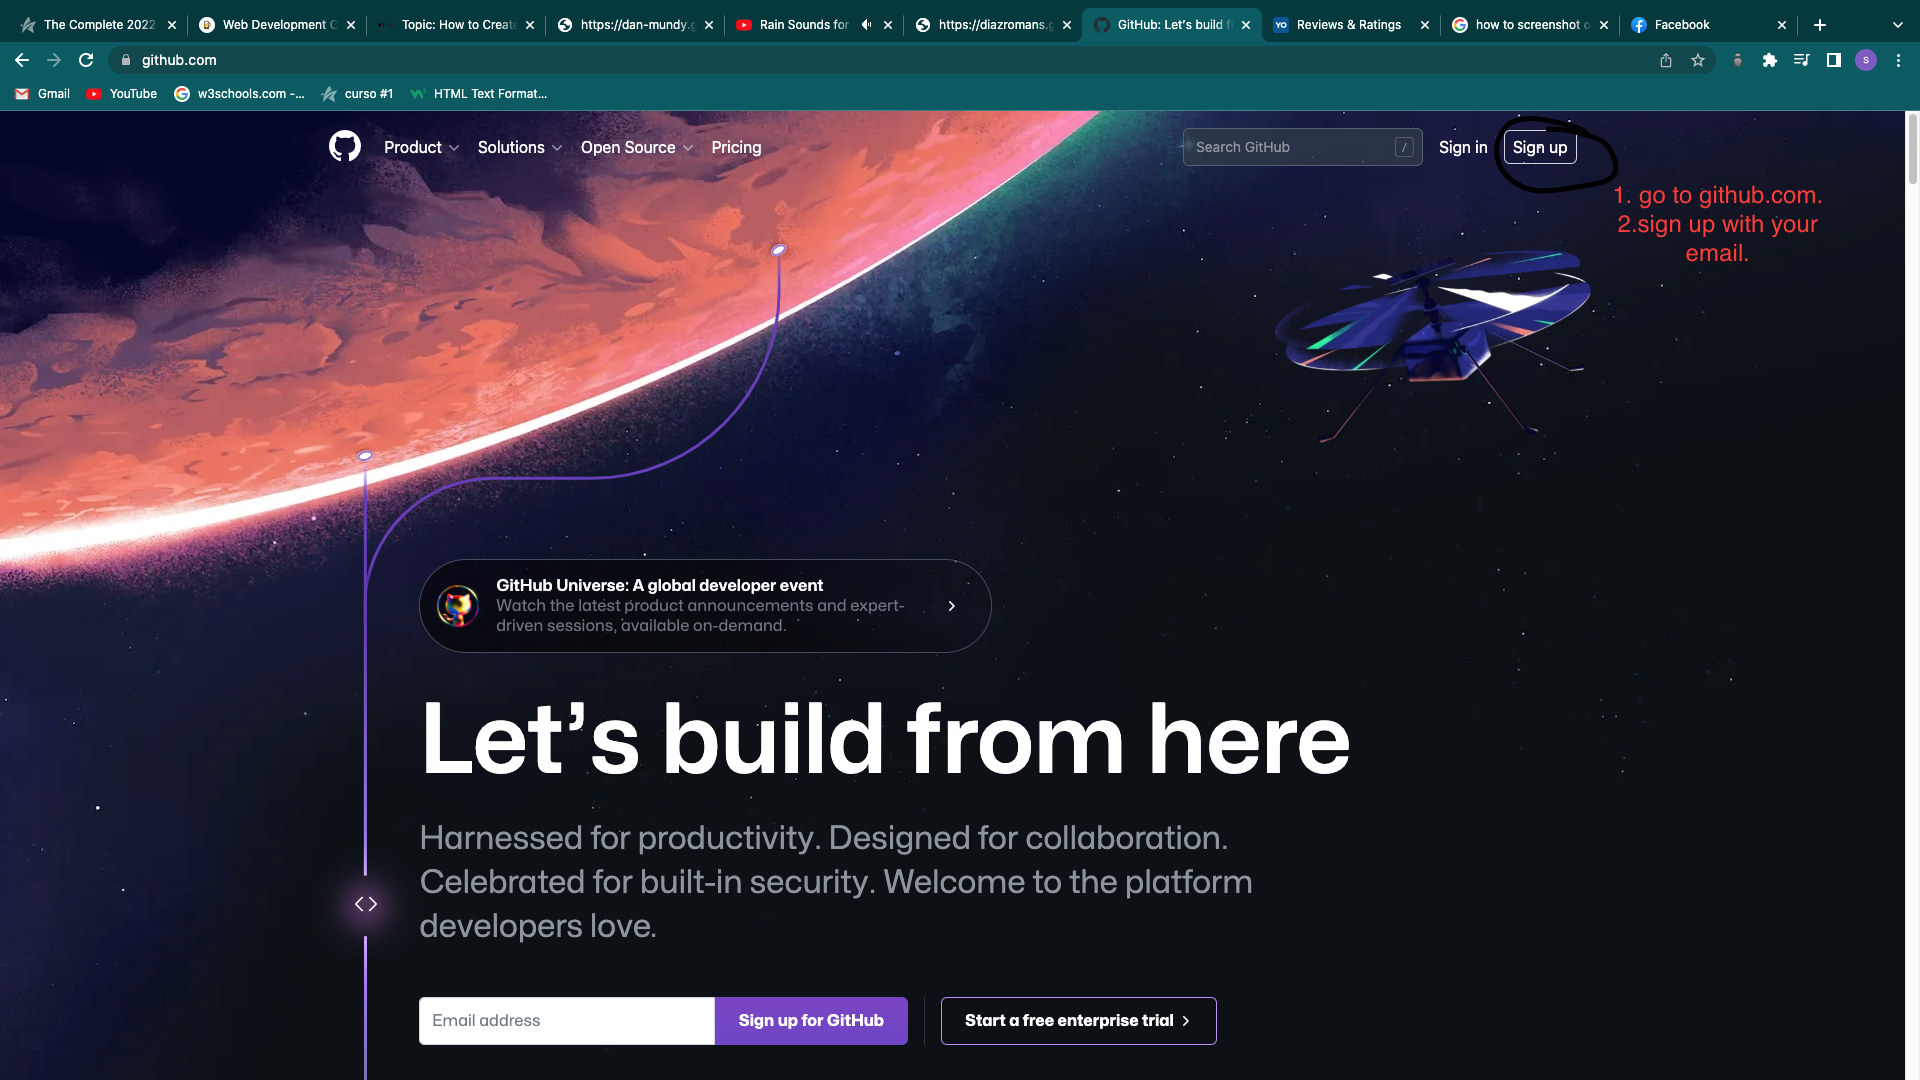 The Complete 2022
Web Development C
Topic: How to Create
https://dan-mundy.g
Rain Sounds for
https://diazromans.g
GitHub: Let's build f
YO
Reviews & Ratings
how to screenshot o
Facebook
github.com
S
Gmail
YouTube
w3schools.com -...
curso #1
HTML Text Format...
Product
Solutions
Open Source
Pricing
Search GitHub
/
Sign in
Sign up
1. go to github.com.
2.sign up with your
email.
GitHub Universe: A global developer event
Watch the latest product announcements and expert-
driven sessions, available on-demand.
Let’s build from here
Harnessed for productivity. Designed for collaboration.
Celebrated for built-in security. Welcome to the platform
developers love.
Email address
Sign up for GitHub
Start a free enterprise trial